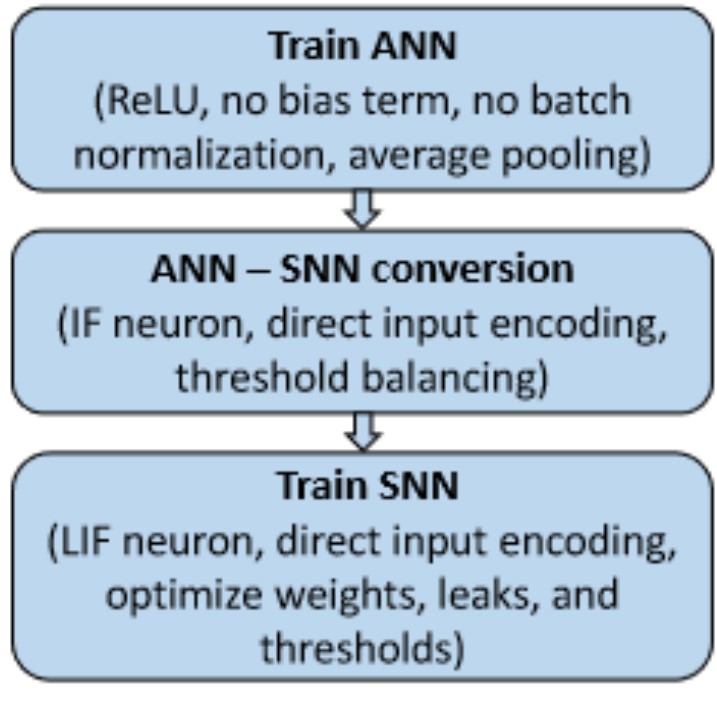 Train ANN
(ReLU, no bias term, no batch
normalization, average pooling)
ANN – SNN conversion
(IF neuron, direct input encoding,
threshold balancing)
Train SNN
(LIF neuron, direct input encoding,
optimize weights, leaks, and
thresholds)